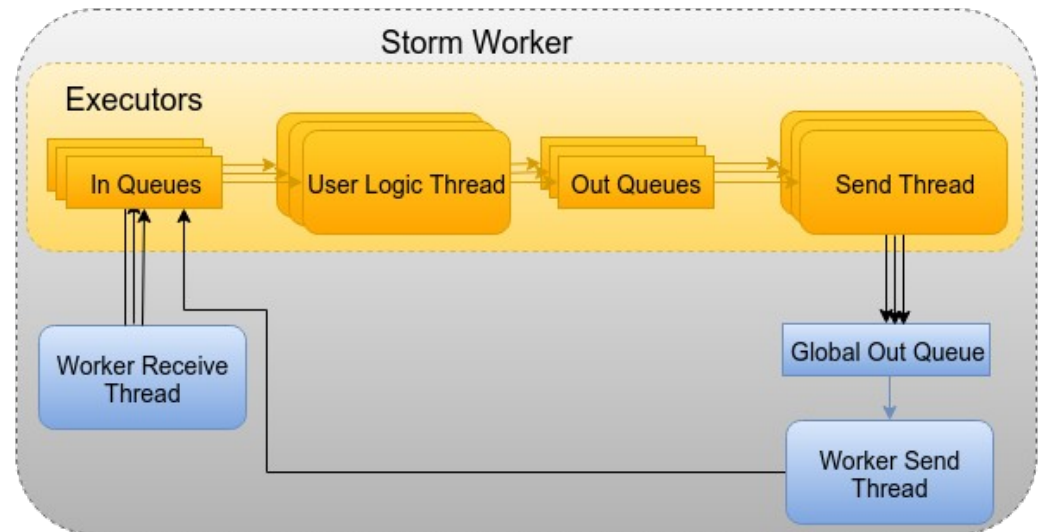 Storm Worker
Executors
In Queues
User Logic Thread
Out Queues
Send Thread
Worker Receive
Thread
Global Out Queue
Worker Send
Thread